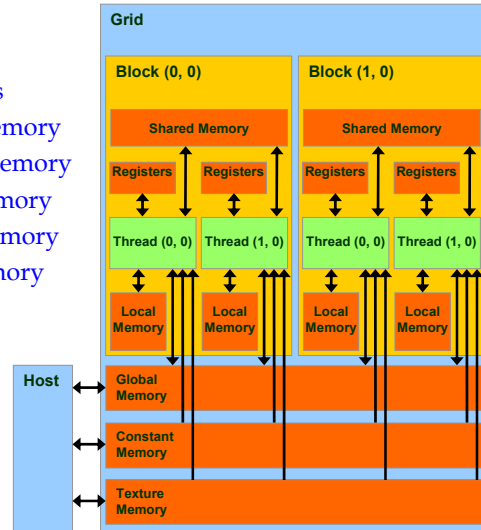 Grid
Block (0, 0)
Block (1, 0)
Shared Memory
Shared Memory
Registers
Registers
Registers
Registers
Thread (0, 0)
Thread (1, 0)
Thread (0, 0)
Thread (1, 0)
Local
Memory
Local
Memory
Local
Memory
Local
Memory
Host
Global
Memory
Constant
Memory
Texture
Memory